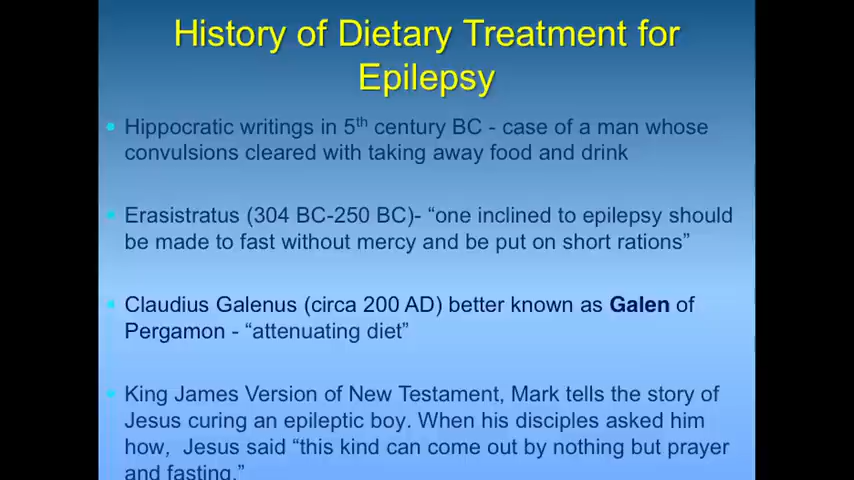 History of Dietary Treatment for
Epilepsy
Hippocratic writings in 5th century BC - case of a man whose
convulsions cleared with taking away food and drink
Erasistratus (304 BC-250 BC)- “one inclined to epilepsy should
be made to fast without mercy and be put on short rations”
Claudius Galenus (circa 200 AD) better known as Galen of
Pergamon - “attenuating diet”
King James Version of New Testament, Mark tells the story of
Jesus curing an epileptic boy. When his disciples asked him
how,  Jesus said “this kind can come out by nothing but prayer
and fasting.”